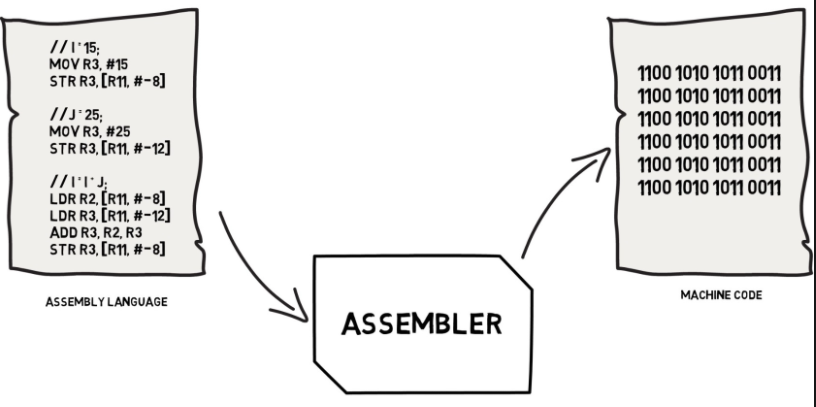 //I=15;
MOV R3, #15
STR R3, [R11, #-8]
//J=25;
MOV R3, #25
STR R3, [R11, #-12]
//I=I*J;
LDR R2, [R11, #-8]
LDR R3, [R11, #-12]
ADD R3, R2, R3
STR R3, [R11, #-8]
ASSEMBLY LANGUAGE
ASSEMBLER
1100 1010 1011 0011
1100 1010 1011 0011
1100 1010 1011 0011
1100 1010 1011 0011
1100 1010 1011 0011
1100 1010 1011 0011
MACHINE CODE